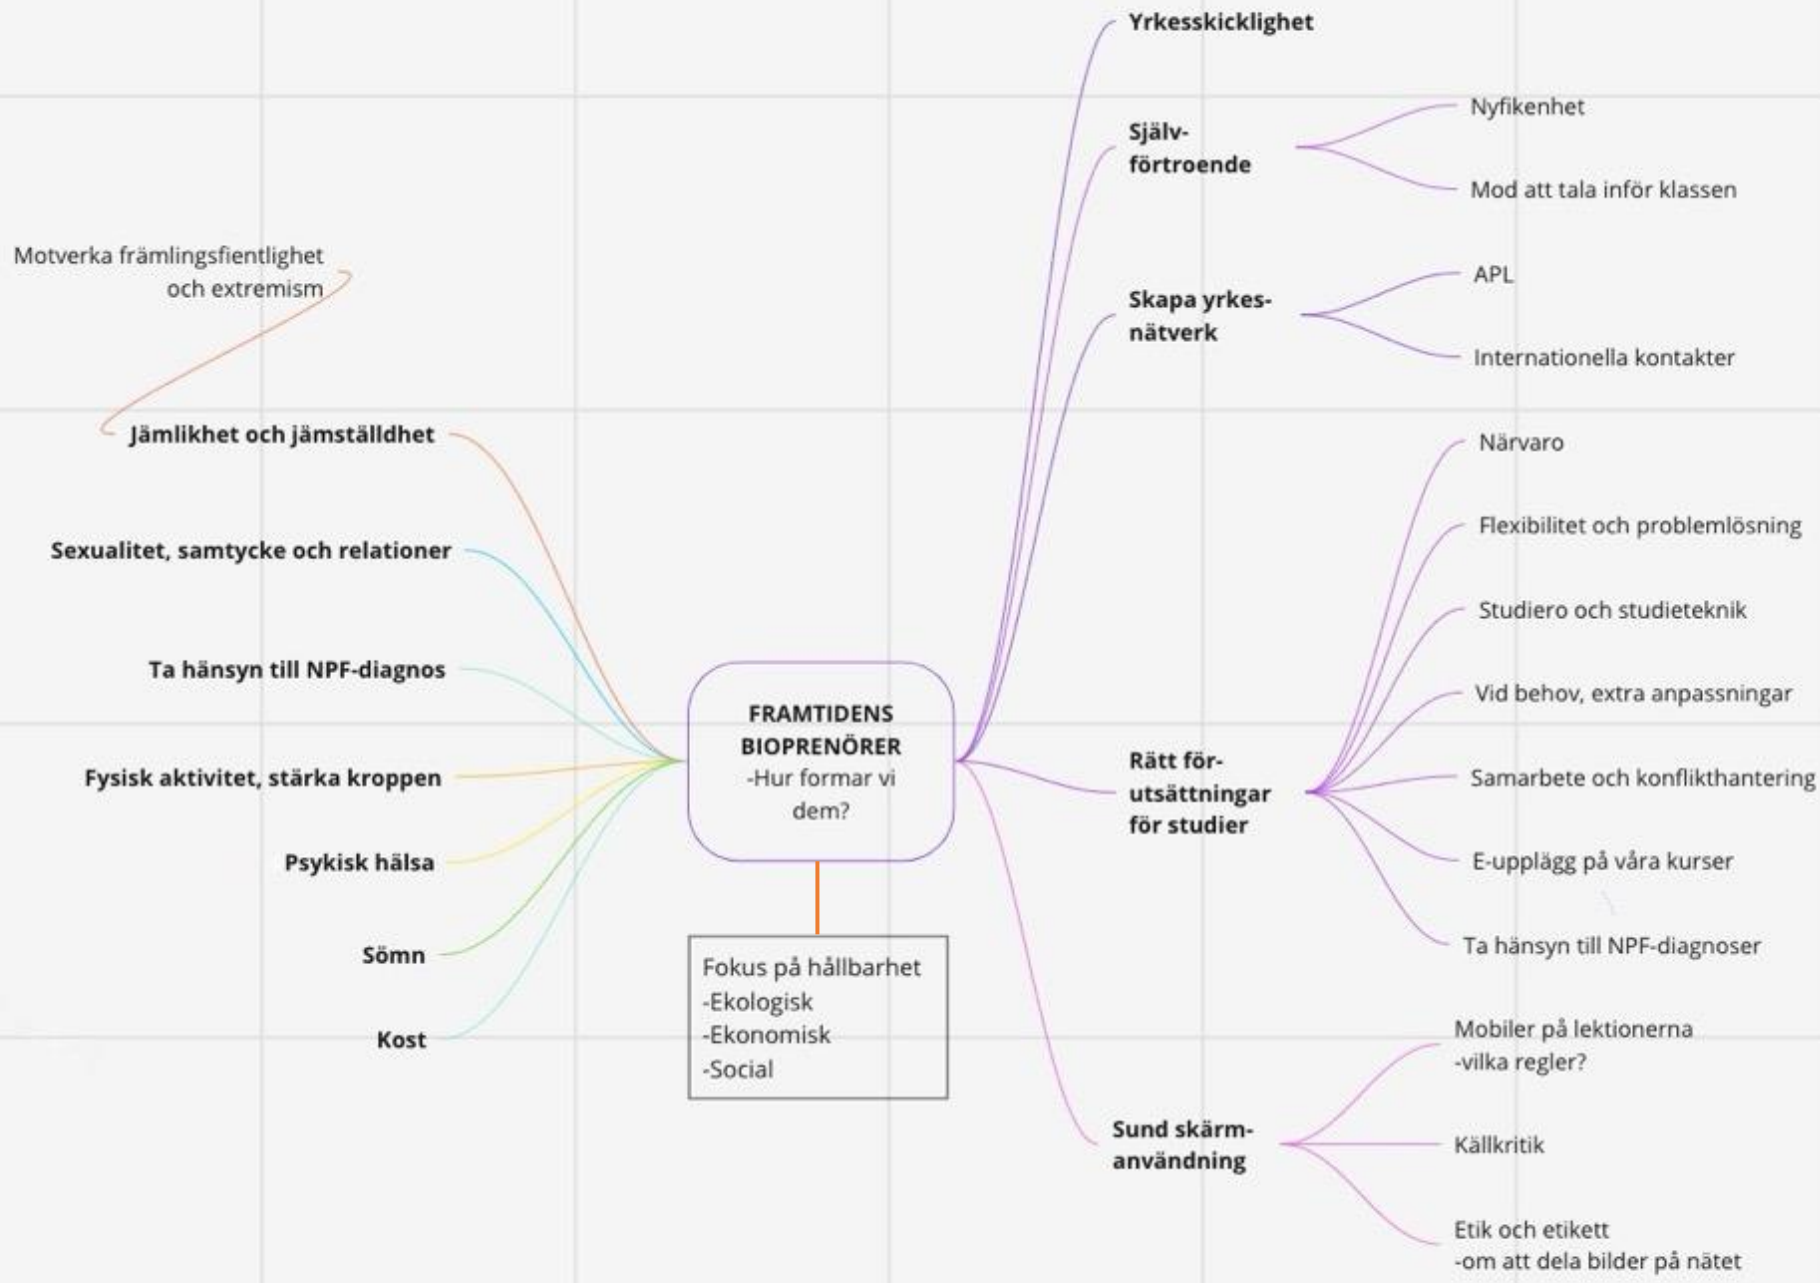 Yrkesskicklighet
Själv-
förtroende
Nyfikenhet
Mod att tala inför klassen
Skapa yrkes-
nätverk
APL
Internationella kontakter
Motverka främlingsfientlighet
och extremism
Jämlikhet och jämställdhet
Sexualitet, samtycke och relationer
Ta hänsyn till NPF-diagnos
Fysisk aktivitet, stärka kroppen
Psykisk hälsa
Sömn
Kost
FRAMTIDENS
BIOPRENÖRER
-Hur formar vi
dem?
Fokus på hållbarhet
-Ekologisk
-Ekonomisk
-Social
Rätt för-
utsättningar
för studier
Närvaro
Flexibilitet och problemlösning
Studiero och studieteknik
Vid behov, extra anpassningar
Samarbete och konflikthantering
E-upplägg på våra kurser
Ta hänsyn till NPF-diagnoser
Sund skärm-
användning
Mobiler på lektionerna
-vilka regler?
Källkritik
Etik och etikett
-om att dela bilder på nätet